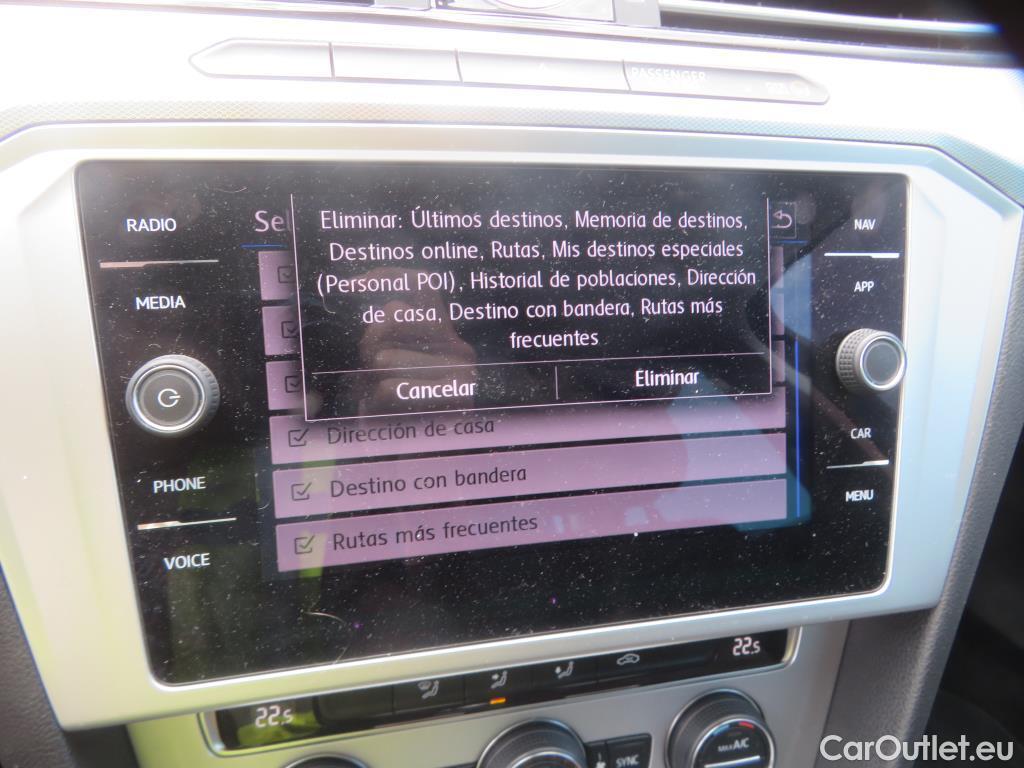 PASSENGER
RADIO
MEDIA
PHONE
VOICE
Sel
Eliminar: Últimos destinos, Memoria de destinos,
Destinos online, Rutas, Mis destinos especiales
(Personal POI), Historial de poblaciones, Dirección
de casa, Destino con bandera, Rutas más
frecuentes
Cancelar
Eliminar
Dirección de casa
Destino con bandera
Rutas más frecuentes
NAV
APP
CAR
MENU
22.5
22.5
SYNC
MAX A/C
CarOutlet.eu